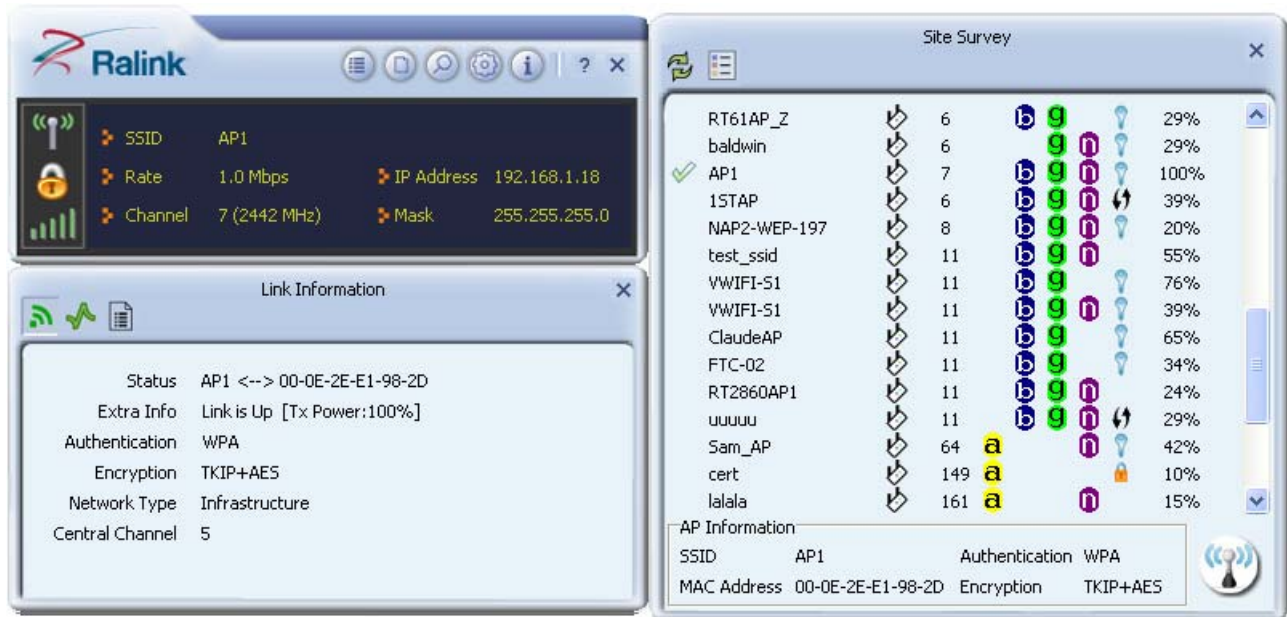 Ralink
?
SSID AP1
Rate 1.0 Mbps IP Address 192.168.1.18
Channel 7 (2442 MHz) Mask 255.255.255.0
Link Information
Status AP1 <--> 00-0E-2E-E1-98-2D
Extra Info Link is Up [Tx Power:100%]
Authentication WPA
Encryption TKIP+AES
Network Type Infrastructure
Central Channel 5
Site Survey
RT61AP_Z 6 b g 29%
baldwin 6 g n 29%
AP1 7 b g n 100%
1STAP 6 b g n 39%
NAP2-WEP-197 8 b g n 20%
test_ssid 11 b g n 55%
VWIFI-S1 11 b g 76%
VWIFI-S1 11 b g n 39%
ClaudeAP 11 b g 65%
FTC-02 11 b g 34%
RT2860AP1 11 b g n 24%
uuuuu 11 b g n 29%
Sam_AP 64 a n 42%
cert 149 a 10%
lalala 161 a n 15%
AP Information
SSID AP1 Authentication WPA
MAC Address 00-0E-2E-E1-98-2D Encryption TKIP+AES